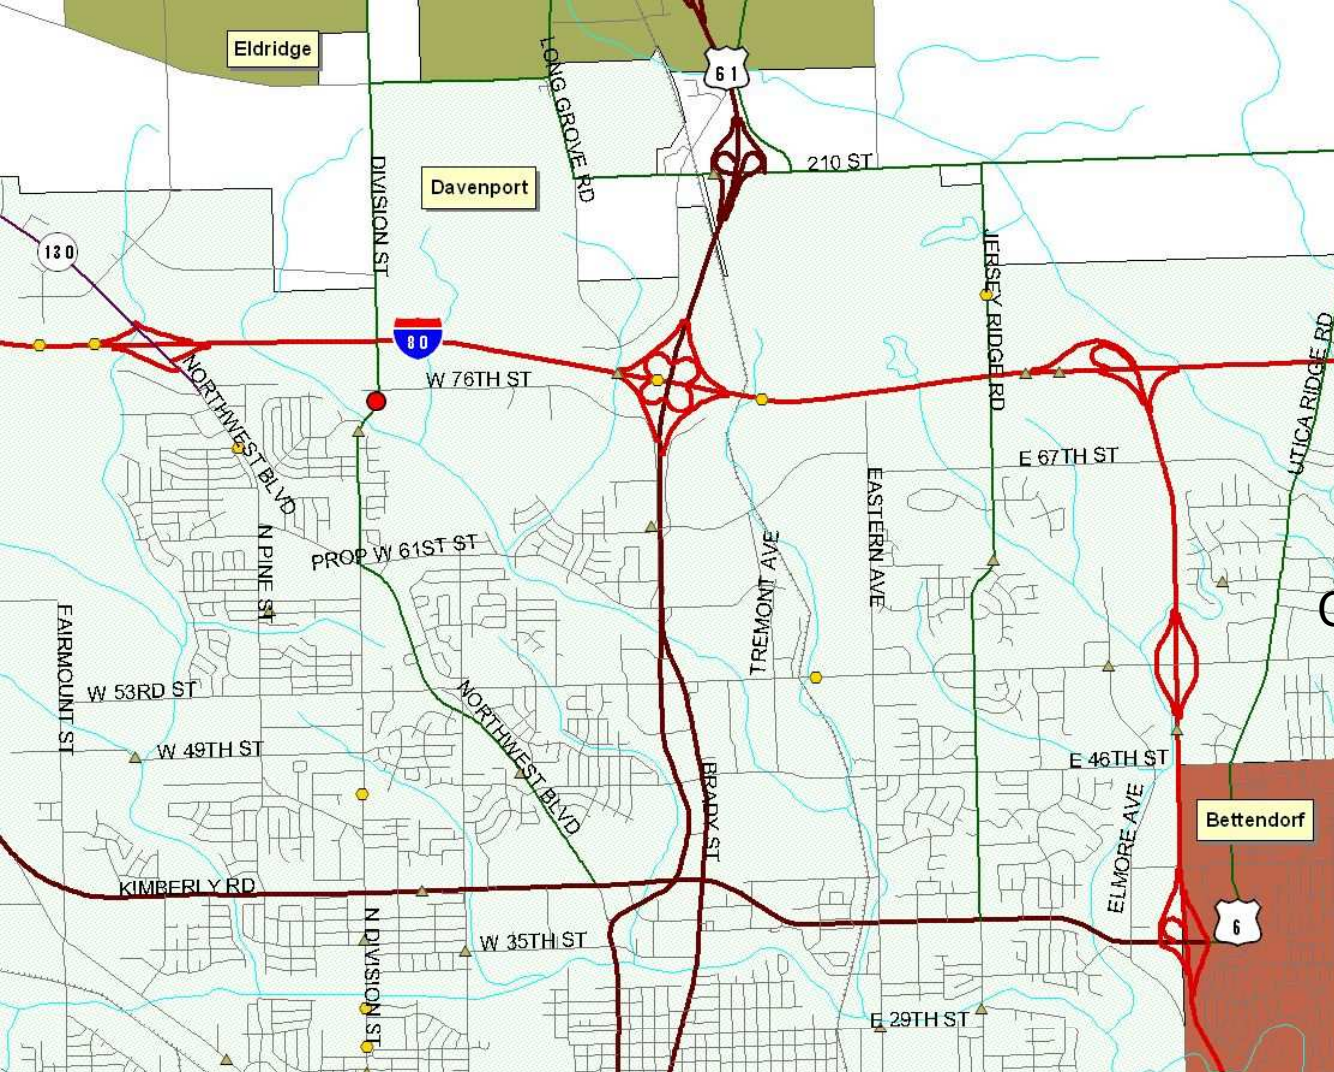 Eldridge
61
LONG GROVE RD
210 ST
DIVISION ST
Davenport
130
JERSEY RIDGE RD
80
UTICA RIDGE RD
W 76TH ST
NORTHWEST BLVD
E 67TH ST
EASTERN AVE
N PINE ST
PROP W 61ST ST
TREMONT AVE
FAIRMOUNT ST
W 53RD ST
NORTHWEST BLVD
W 49TH ST
E 46TH ST
BRADY ST
ELMORE AVE
Bettendorf
KIMBERLY RD
6
N DIVISION ST
W 35TH ST
E 29TH ST